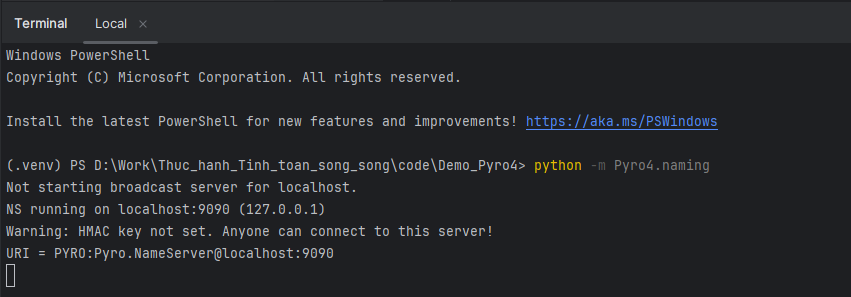 Terminal Local ×
Windows PowerShell
Copyright (C) Microsoft Corporation. All rights reserved.
Install the latest PowerShell for new features and improvements! https://aka.ms/PSWindows
(.venv) PS D:\Work\Thuc_hanh_Tinh_toan_song_song\code\Demo_Pyro4> python -m Pyro4.naming
Not starting broadcast server for localhost.
NS running on localhost:9090 (127.0.0.1)
Warning: HMAC key not set. Anyone can connect to this server!
URI = PYRO:Pyro.NameServer@localhost:9090